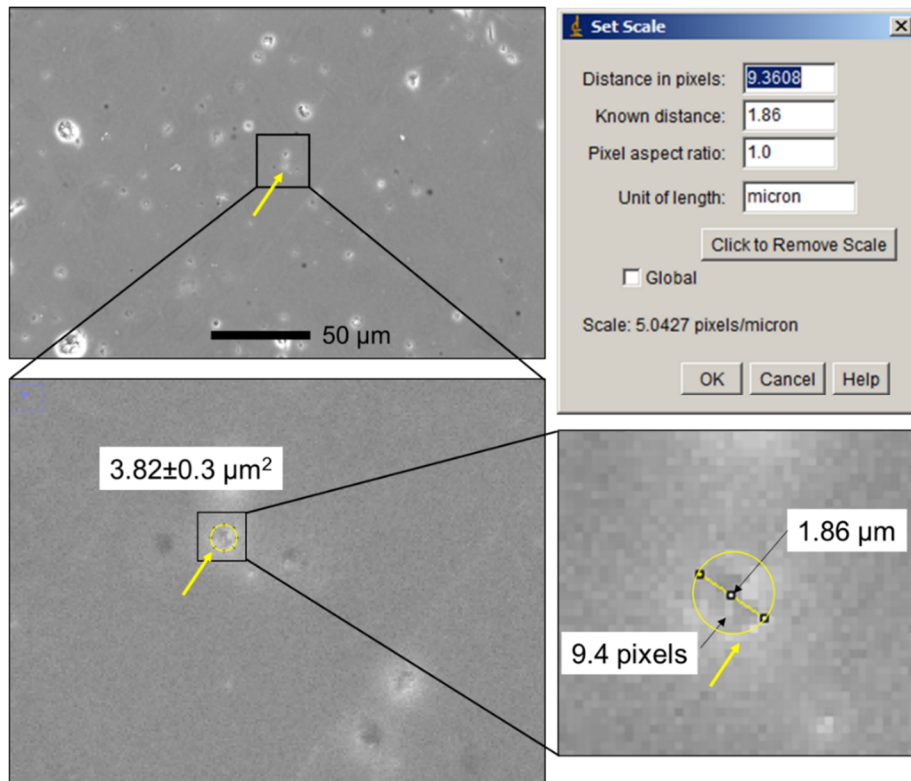 50 µm
Set Scale
Distance in pixels: 9.3608
Known distance: 1.86
Pixel aspect ratio: 1.0
Unit of length: micron
Click to Remove Scale
Global
Scale: 5.0427 pixels/micron
OK Cancel Help
3.82±0.3 µm²
1.86 µm
9.4 pixels